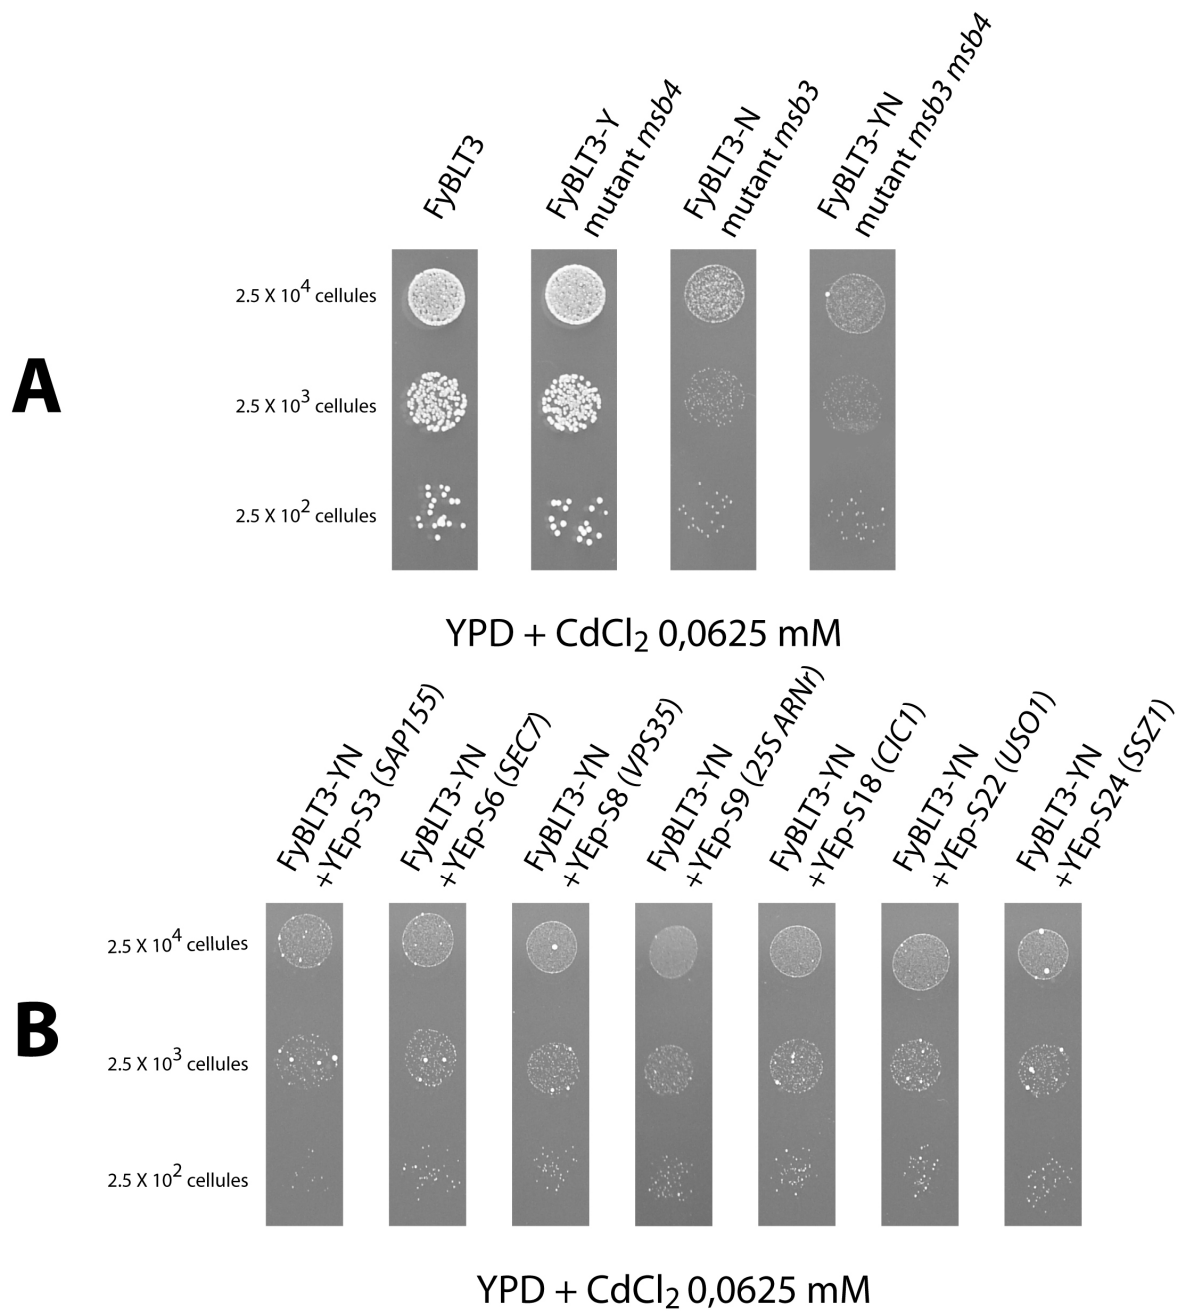 FyBLT3
FyBLT3-Y
mutant msb4
FyBLT3-N
mutant msb3
FyBLT3-YN
mutant msb3 msb4
A
2.5 X 10^4 cellules
2.5 X 10^3 cellules
2.5 X 10^2 cellules
YPD + CdCl₂ 0,0625 mM
FyBLT3-YN
+YEp-S3 (SAP155)
FyBLT3-YN
+YEp-S6 (SEC7)
FyBLT3-YN
+YEp-S8 (VPS35)
FyBLT3-YN
+YEp-S9 (25S ARNr)
FyBLT3-YN
+YEp-S18 (CIC1)
FyBLT3-YN
+YEp-S22 (USO1)
FyBLT3-YN
+YEp-S24 (SSZ1)
B
2.5 X 10^4 cellules
2.5 X 10^3 cellules
2.5 X 10^2 cellules
YPD + CdCl₂ 0,0625 mM